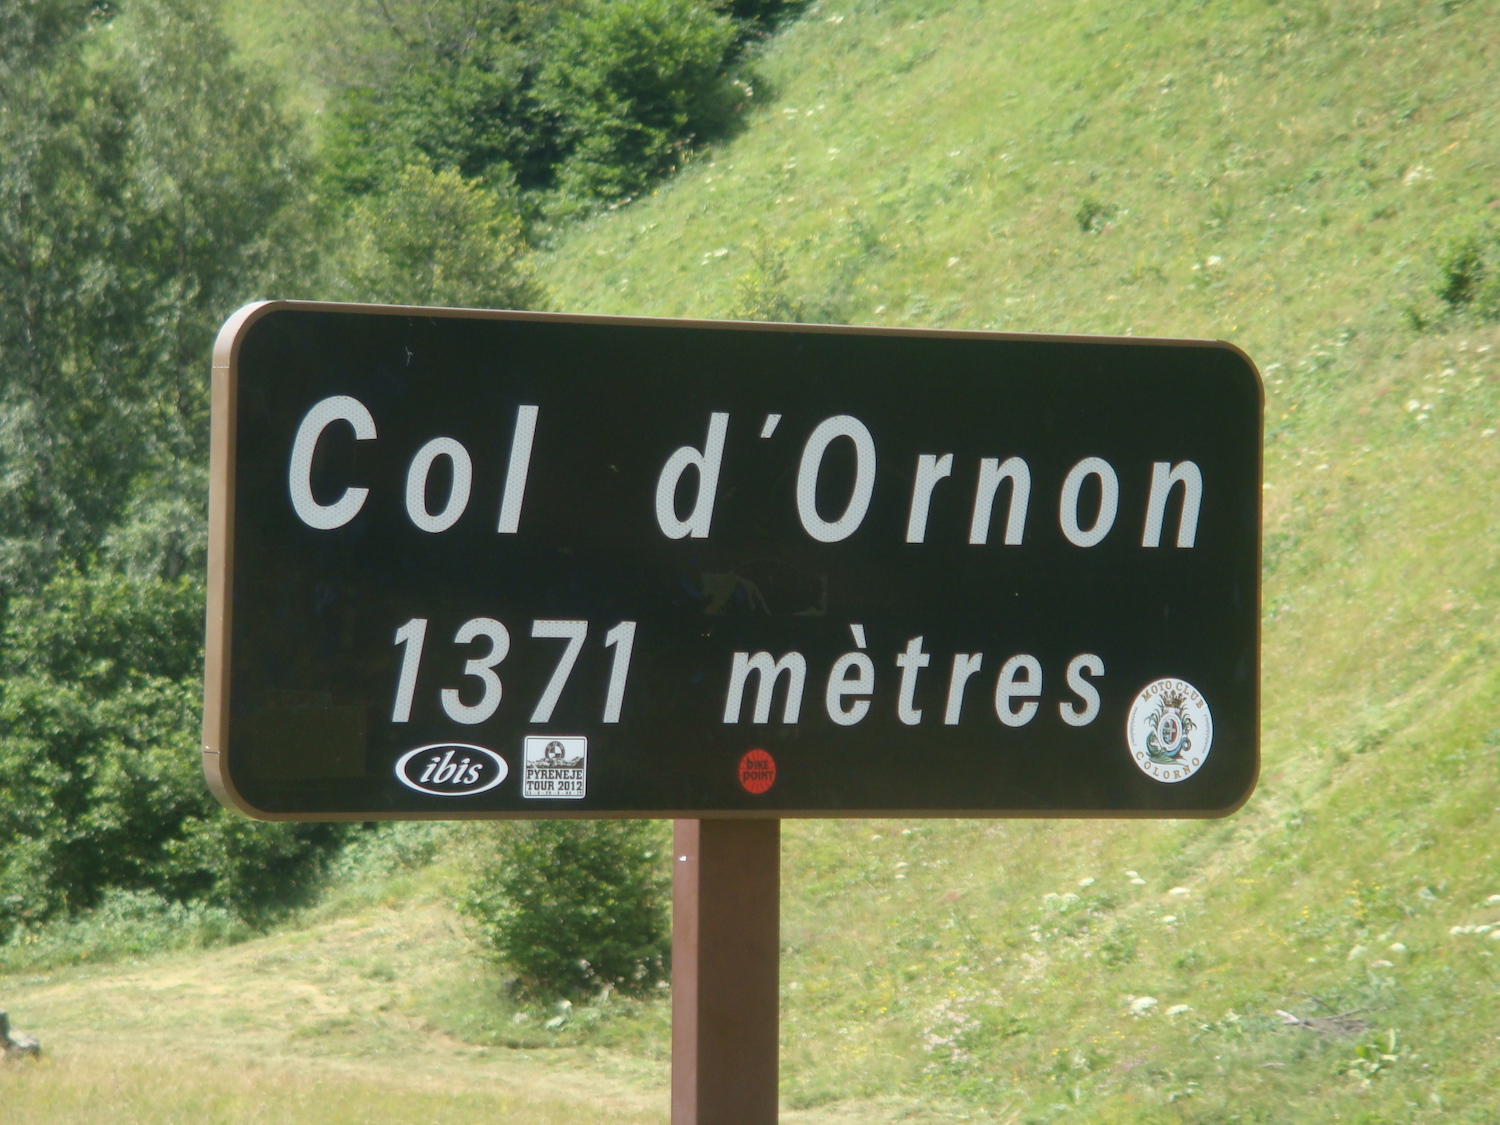 Col d'Ornon
1371 mètres
ibis
PYRENEJE
TOUR 2012
BIKE
POINT
MOTO CLUB
COLORNO